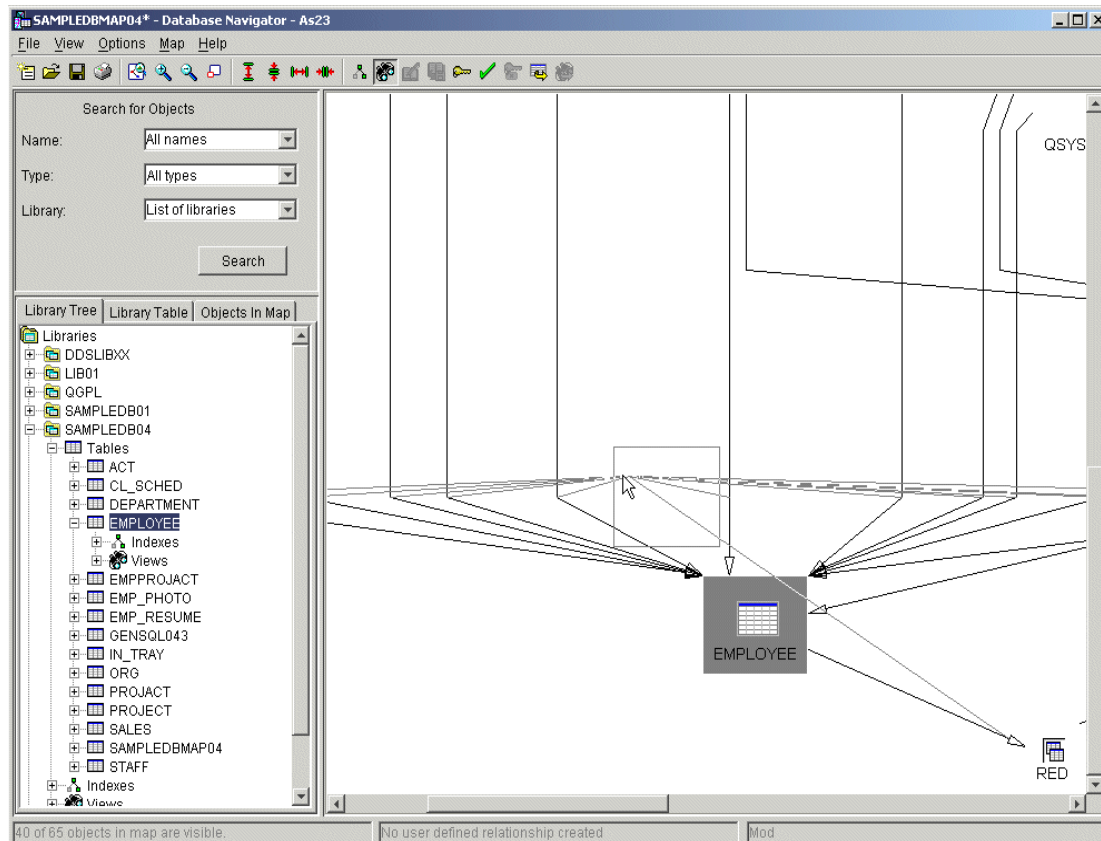 SAMPLEDBMAP04* - Database Navigator - As23
File View Options Map Help
Search for Objects
Name: All names
Type: All types
Library: List of libraries
Search
Library Tree Library Table Objects In Map
Libraries
DDSLIBXX
LIB01
QGPL
SAMPLEDB01
SAMPLEDB04
Tables
ACT
CL_SCHED
DEPARTMENT
EMPLOYEE
Indexes
Views
EMPPROJACT
EMP_PHOTO
EMP_RESUME
GENSQL043
IN_TRAY
ORG
PROJACT
PROJECT
SALES
SAMPLEDBMAP04
STAFF
Indexes
Views
QSYS
EMPLOYEE
RED
40 of 65 objects in map are visible.
No user defined relationship created
Mod